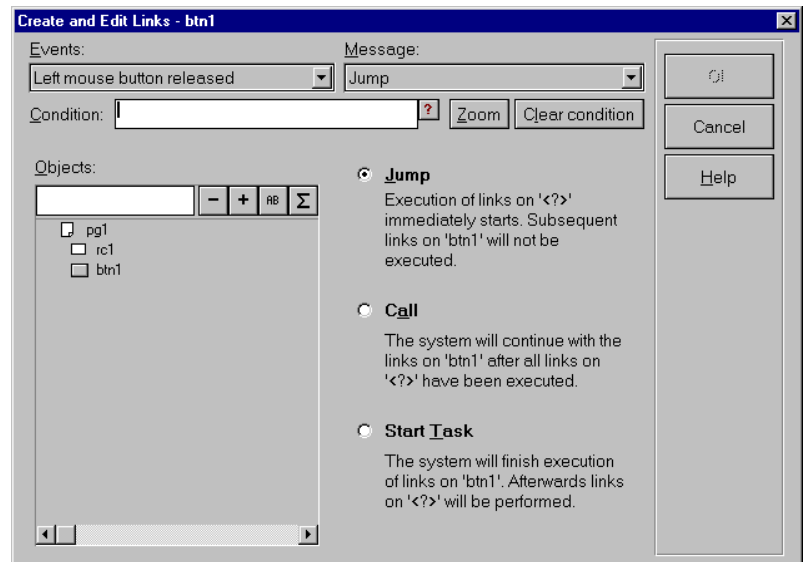 Create and Edit Links - btn1
Events:
Message:
Left mouse button released
Jump
Condition:
?
Zoom
Clear condition
Cancel
Help
Objects:
− + AB Σ
pg1
rc1
btn1
Jump
Execution of links on '<?>'
immediately starts. Subsequent
links on 'btn1' will not be
executed.
Call
The system will continue with the
links on 'btn1' after all links on
'<?>' have been executed.
Start Task
The system will finish execution
of links on 'btn1'. Afterwards links
on '<?>' will be performed.